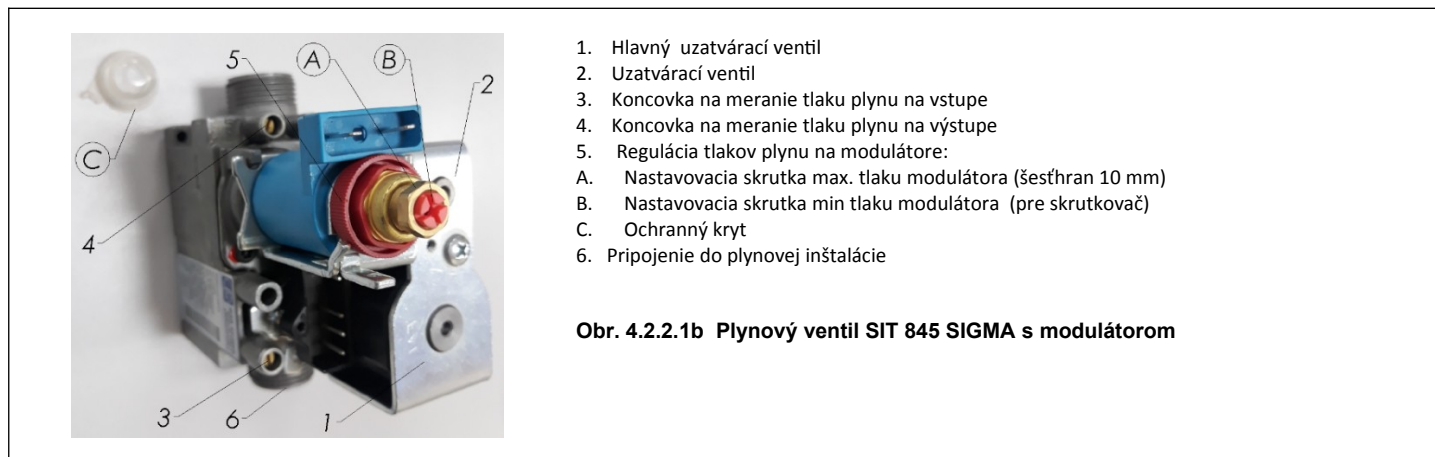 5
A
B
2
C
4
3
6
1
1. Hlavný uzatvárací ventil
2. Uzatvárací ventil
3. Koncovka na meranie tlaku plynu na vstupe
4. Koncovka na meranie tlaku plynu na výstupe
5. Regulácia tlakov plynu na modulátore:
A. Nastavovacia skrutka max. tlaku modulátora (šesťhran 10 mm)
B. Nastavovacia skrutka min tlaku modulátora (pre skrutkovač)
C. Ochranný kryt
6. Pripojenie do plynovej inštalácie
Obr. 4.2.2.1b Plynový ventil SIT 845 SIGMA s modulátorom